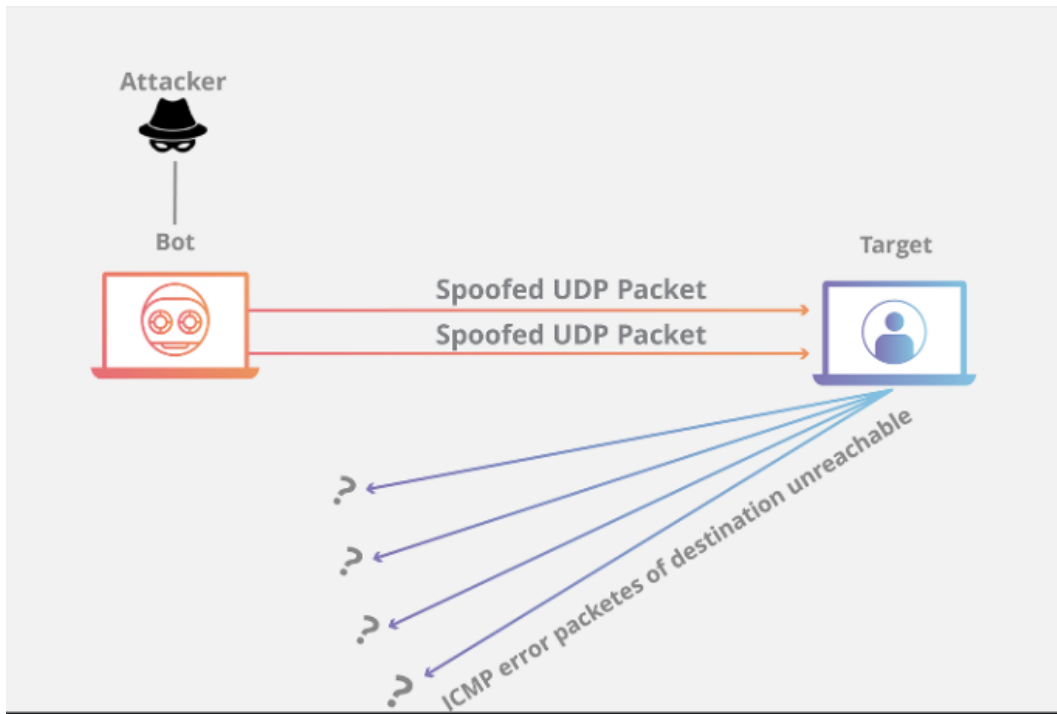 Attacker
Bot
Target
Spoofed UDP Packet
Spoofed UDP Packet
?
?
?
?
ICMP error packetes of destination unreachable